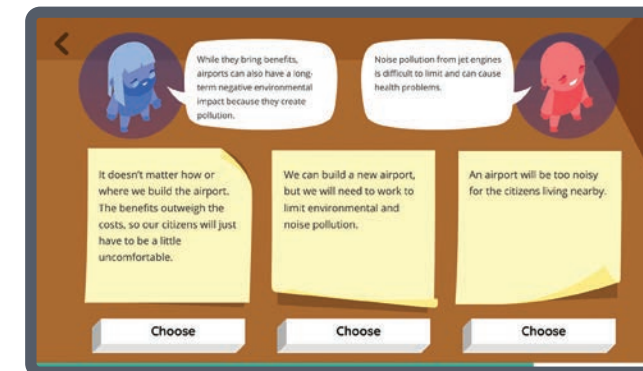 While they bring benefits,
airports can also have a long-
term negative environmental
impact because they create
pollution.
Noise pollution from jet engines
is difficult to limit and can cause
health problems.
It doesn't matter how or
where we build the airport.
The benefits outweigh the
costs, so our citizens will just
have to be a little
uncomfortable.
We can build a new airport,
but we will need to work to
limit environmental and
noise pollution.
An airport will be too noisy
for the citizens living nearby.
Choose
Choose
Choose